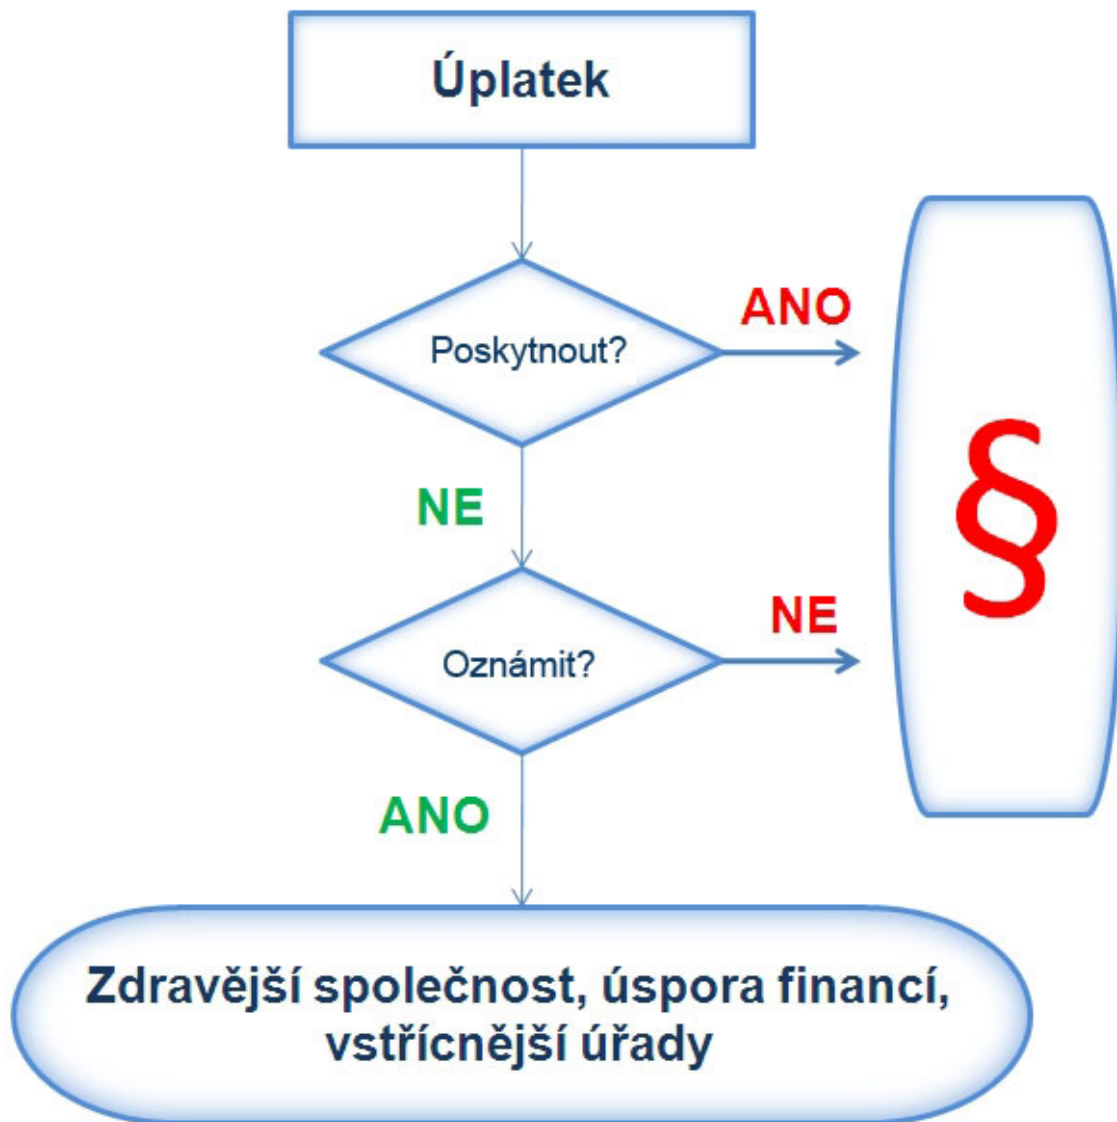 Úplatek
Poskytnout?
ANO
§
NE
Oznámit?
NE
ANO
Zdravější společnost, úspora financí,
vstřícnější úřady